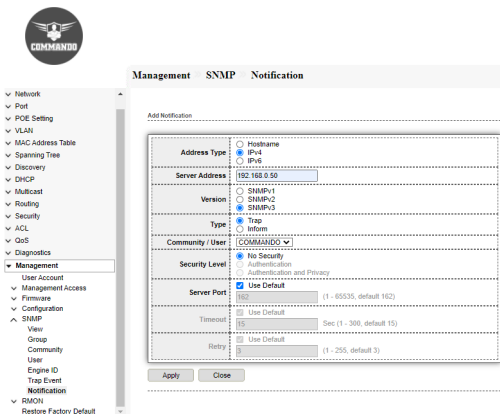 COMMANDO
Management SNMP Notification
Network
Port
POE Setting
VLAN
MAC Address Table
Spanning Tree
Discovery
DHCP
Multicast
Routing
Security
ACL
QoS
Diagnostics
Management
User Account
Management Access
Firmware
Configuration
SNMP
View
Group
Community
User
Engine ID
Trap Event
Notification
RMON
Restore Factory Default
Add Notification
Address Type
Hostname
IPv4
IPv6
Server Address 192.168.0.50
Version
SNMPv1
SNMPv2
SNMPv3
Type
Trap
Inform
Community / User COMMANDO
Security Level
No Security
Authentication
Authentication and Privacy
Server Port
Use Default
162 (1 - 65535, default 162)
Timeout
Use Default
15 Sec (1 - 300, default 15)
Retry
Use Default
3 (1 - 255, default 3)
Apply Close